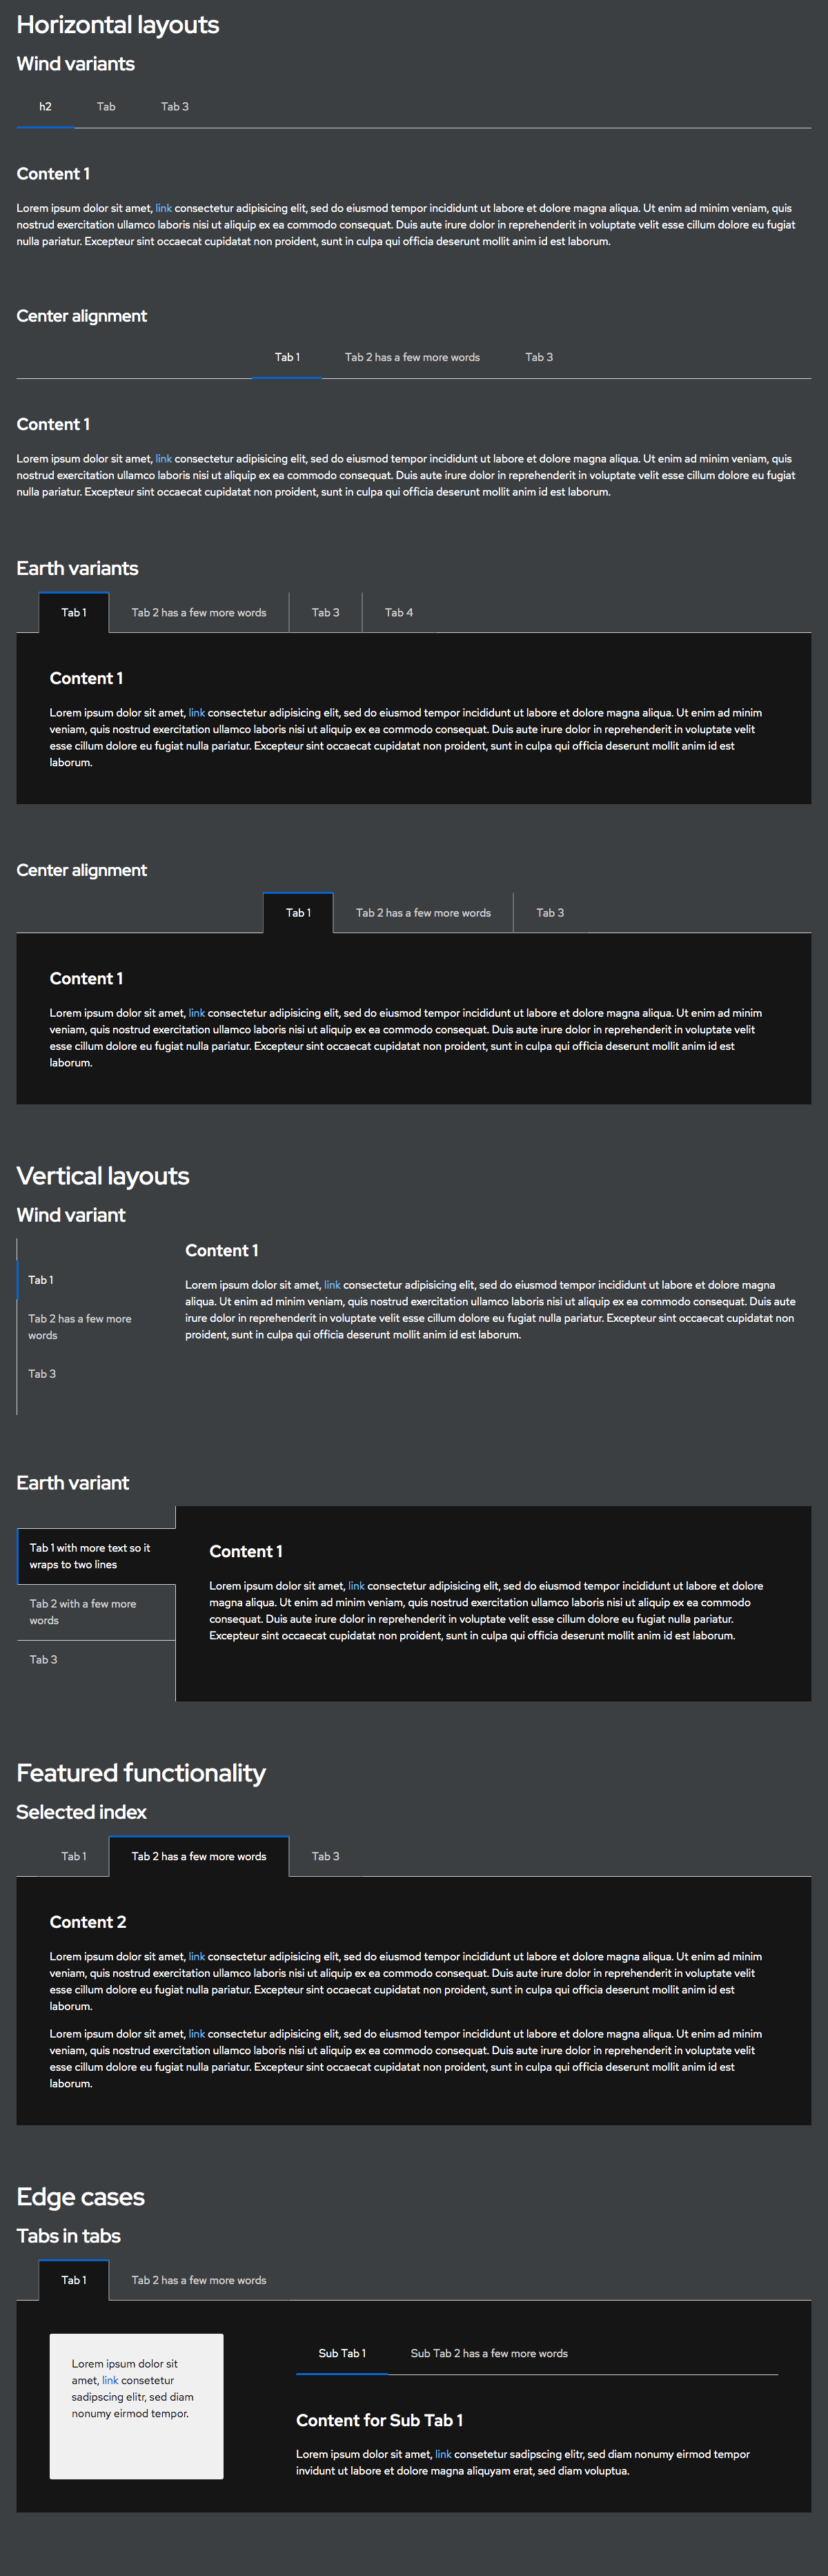 Horizontal layouts
Wind variants
h2 Tab Tab 3
Content 1
Lorem ipsum dolor sit amet, link consectetur adipisicing elit, sed do eiusmod tempor incididunt ut labore et dolore magna aliqua. Ut enim ad minim veniam, quis
nostrud exercitation ullamco laboris nisi ut aliquip ex ea commodo consequat. Duis aute irure dolor in reprehenderit in voluptate velit esse cillum dolore eu fugiat
nulla pariatur. Excepteur sint occaecat cupidatat non proident, sunt in culpa qui officia deserunt mollit anim id est laborum.
Center alignment
Tab 1 Tab 2 has a few more words Tab 3
Content 1
Lorem ipsum dolor sit amet, link consectetur adipisicing elit, sed do eiusmod tempor incididunt ut labore et dolore magna aliqua. Ut enim ad minim veniam, quis
nostrud exercitation ullamco laboris nisi ut aliquip ex ea commodo consequat. Duis aute irure dolor in reprehenderit in voluptate velit esse cillum dolore eu fugiat
nulla pariatur. Excepteur sint occaecat cupidatat non proident, sunt in culpa qui officia deserunt mollit anim id est laborum.
Earth variants
Tab 1 Tab 2 has a few more words Tab 3 Tab 4
Content 1
Lorem ipsum dolor sit amet, link consectetur adipisicing elit, sed do eiusmod tempor incididunt ut labore et dolore magna aliqua. Ut enim ad minim
veniam, quis nostrud exercitation ullamco laboris nisi ut aliquip ex ea commodo consequat. Duis aute irure dolor in reprehenderit in voluptate velit
esse cillum dolore eu fugiat nulla pariatur. Excepteur sint occaecat cupidatat non proident, sunt in culpa qui officia deserunt mollit anim id est
laborum.
Center alignment
Tab 1 Tab 2 has a few more words Tab 3
Content 1
Lorem ipsum dolor sit amet, link consectetur adipisicing elit, sed do eiusmod tempor incididunt ut labore et dolore magna aliqua. Ut enim ad minim
veniam, quis nostrud exercitation ullamco laboris nisi ut aliquip ex ea commodo consequat. Duis aute irure dolor in reprehenderit in voluptate velit
esse cillum dolore eu fugiat nulla pariatur. Excepteur sint occaecat cupidatat non proident, sunt in culpa qui officia deserunt mollit anim id est
laborum.
Vertical layouts
Wind variant
Tab 1
Tab 2 has a few more
words
Tab 3
Content 1
Lorem ipsum dolor sit amet, link consectetur adipisicing elit, sed do eiusmod tempor incididunt ut labore et dolore magna
aliqua. Ut enim ad minim veniam, quis nostrud exercitation ullamco laboris nisi ut aliquip ex ea commodo consequat. Duis aute
irure dolor in reprehenderit in voluptate velit esse cillum dolore eu fugiat nulla pariatur. Excepteur sint occaecat cupidatat non
proident, sunt in culpa qui officia deserunt mollit anim id est laborum.
Earth variant
Tab 1 with more text so it
wraps to two lines
Tab 2 with a few more
words
Tab 3
Content 1
Lorem ipsum dolor sit amet, link consectetur adipisicing elit, sed do eiusmod tempor incididunt ut labore et dolore
magna aliqua. Ut enim ad minim veniam, quis nostrud exercitation ullamco laboris nisi ut aliquip ex ea commodo
consequat. Duis aute irure dolor in reprehenderit in voluptate velit esse cillum dolore eu fugiat nulla pariatur.
Excepteur sint occaecat cupidatat non proident, sunt in culpa qui officia deserunt mollit anim id est laborum.
Featured functionality
Selected index
Tab 1 Tab 2 has a few more words Tab 3
Content 2
Lorem ipsum dolor sit amet, link consectetur adipisicing elit, sed do eiusmod tempor incididunt ut labore et dolore magna aliqua. Ut enim ad minim
veniam, quis nostrud exercitation ullamco laboris nisi ut aliquip ex ea commodo consequat. Duis aute irure dolor in reprehenderit in voluptate velit
esse cillum dolore eu fugiat nulla pariatur. Excepteur sint occaecat cupidatat non proident, sunt in culpa qui officia deserunt mollit anim id est
laborum.
Lorem ipsum dolor sit amet, link consectetur adipisicing elit, sed do eiusmod tempor incididunt ut labore et dolore magna aliqua. Ut enim ad minim
veniam, quis nostrud exercitation ullamco laboris nisi ut aliquip ex ea commodo consequat. Duis aute irure dolor in reprehenderit in voluptate velit
esse cillum dolore eu fugiat nulla pariatur. Excepteur sint occaecat cupidatat non proident, sunt in culpa qui officia deserunt mollit anim id est
laborum.
Edge cases
Tabs in tabs
Tab 1 Tab 2 has a few more words
Lorem ipsum dolor sit
amet, link consetetur
sadipscing elitr, sed diam
nonumy eirmod tempor.
Sub Tab 1 Sub Tab 2 has a few more words
Content for Sub Tab 1
Lorem ipsum dolor sit amet, link consetetur sadipscing elitr, sed diam nonumy eirmod tempor
invidunt ut labore et dolore magna aliquyam erat, sed diam voluptua.